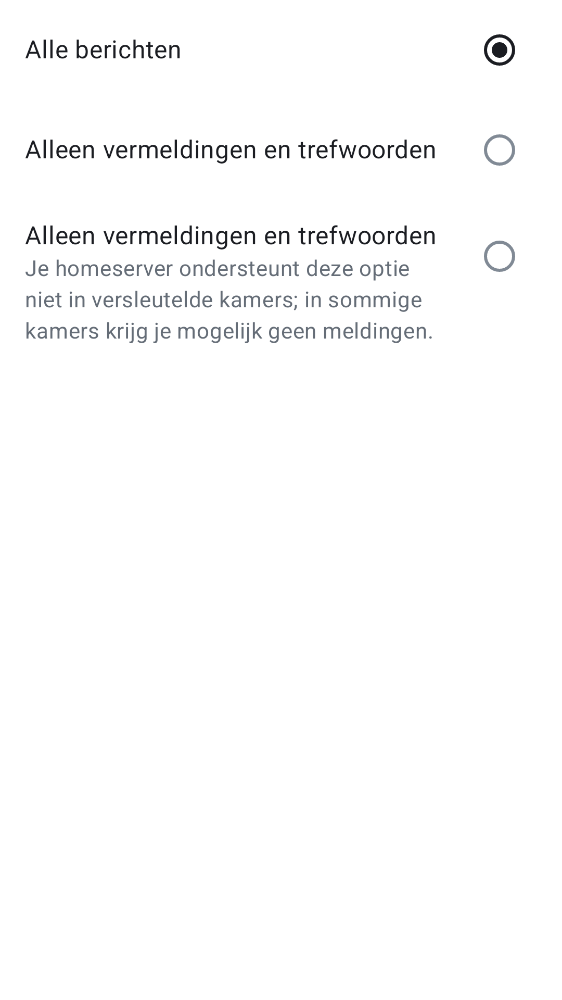 Alle berichten
Alleen vermeldingen en trefwoorden
Alleen vermeldingen en trefwoorden
Je homeserver ondersteunt deze optie
niet in versleutelde kamers; in sommige
kamers krijg je mogelijk geen meldingen.